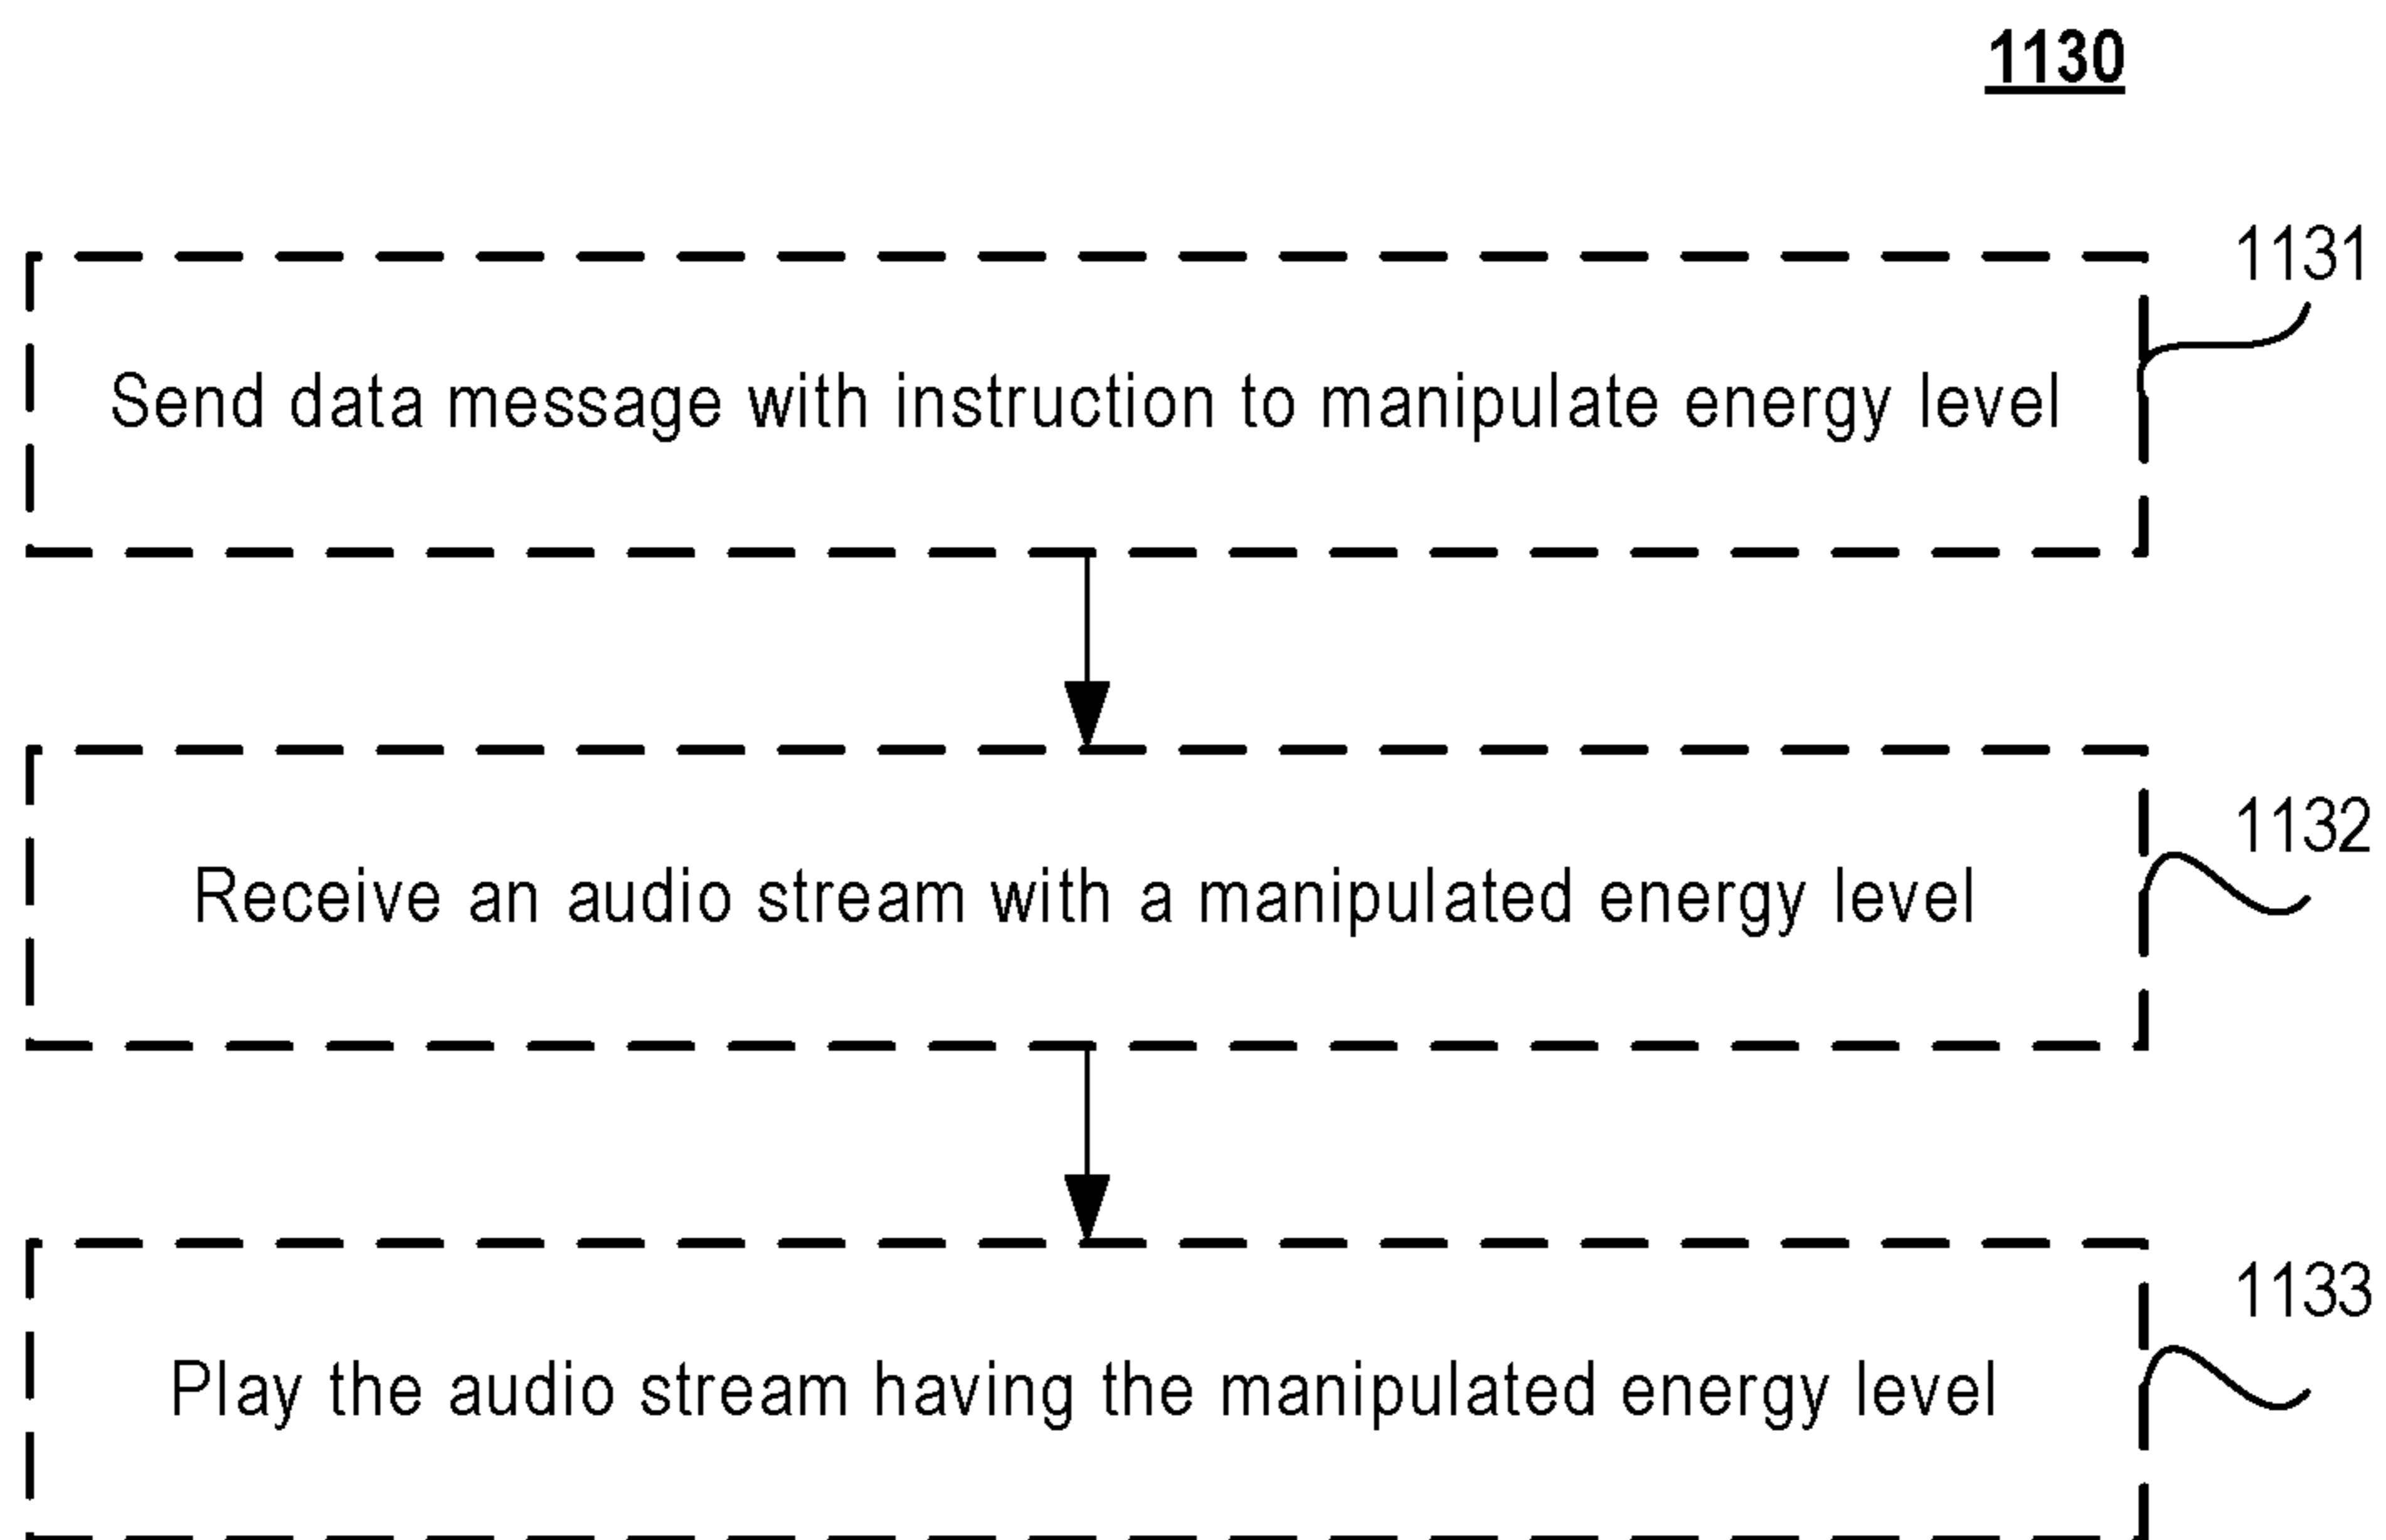 1130
1131
Send data message with instruction to manipulate energy level
1132
Receive an audio stream with a manipulated energy level
1133
Play the audio stream having the manipulated energy level